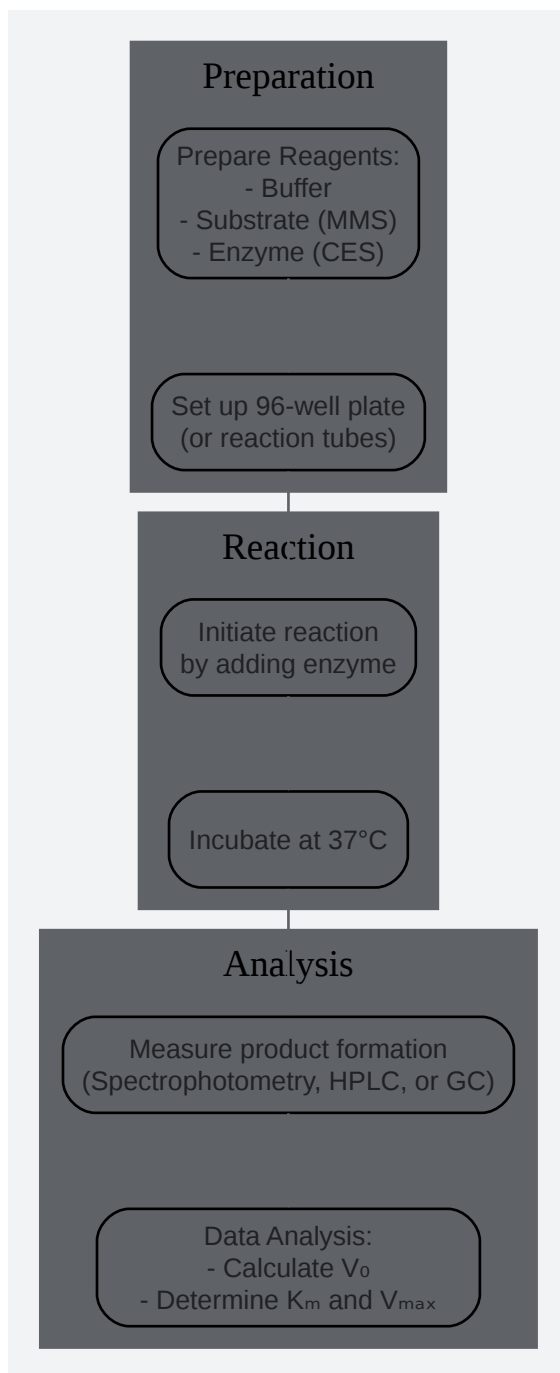 Preparation
Prepare Reagents:
- Buffer
- Substrate (MMS)
- Enzyme (CES)
Set up 96-well plate
(or reaction tubes)
Reaction
Initiate reaction
by adding enzyme
Incubate at 37°C
Analysis
Measure product formation
(Spectrophotometry, HPLC, or GC)
Data Analysis:
- Calculate V₀
- Determine Kₘ and Vₘₐₓ